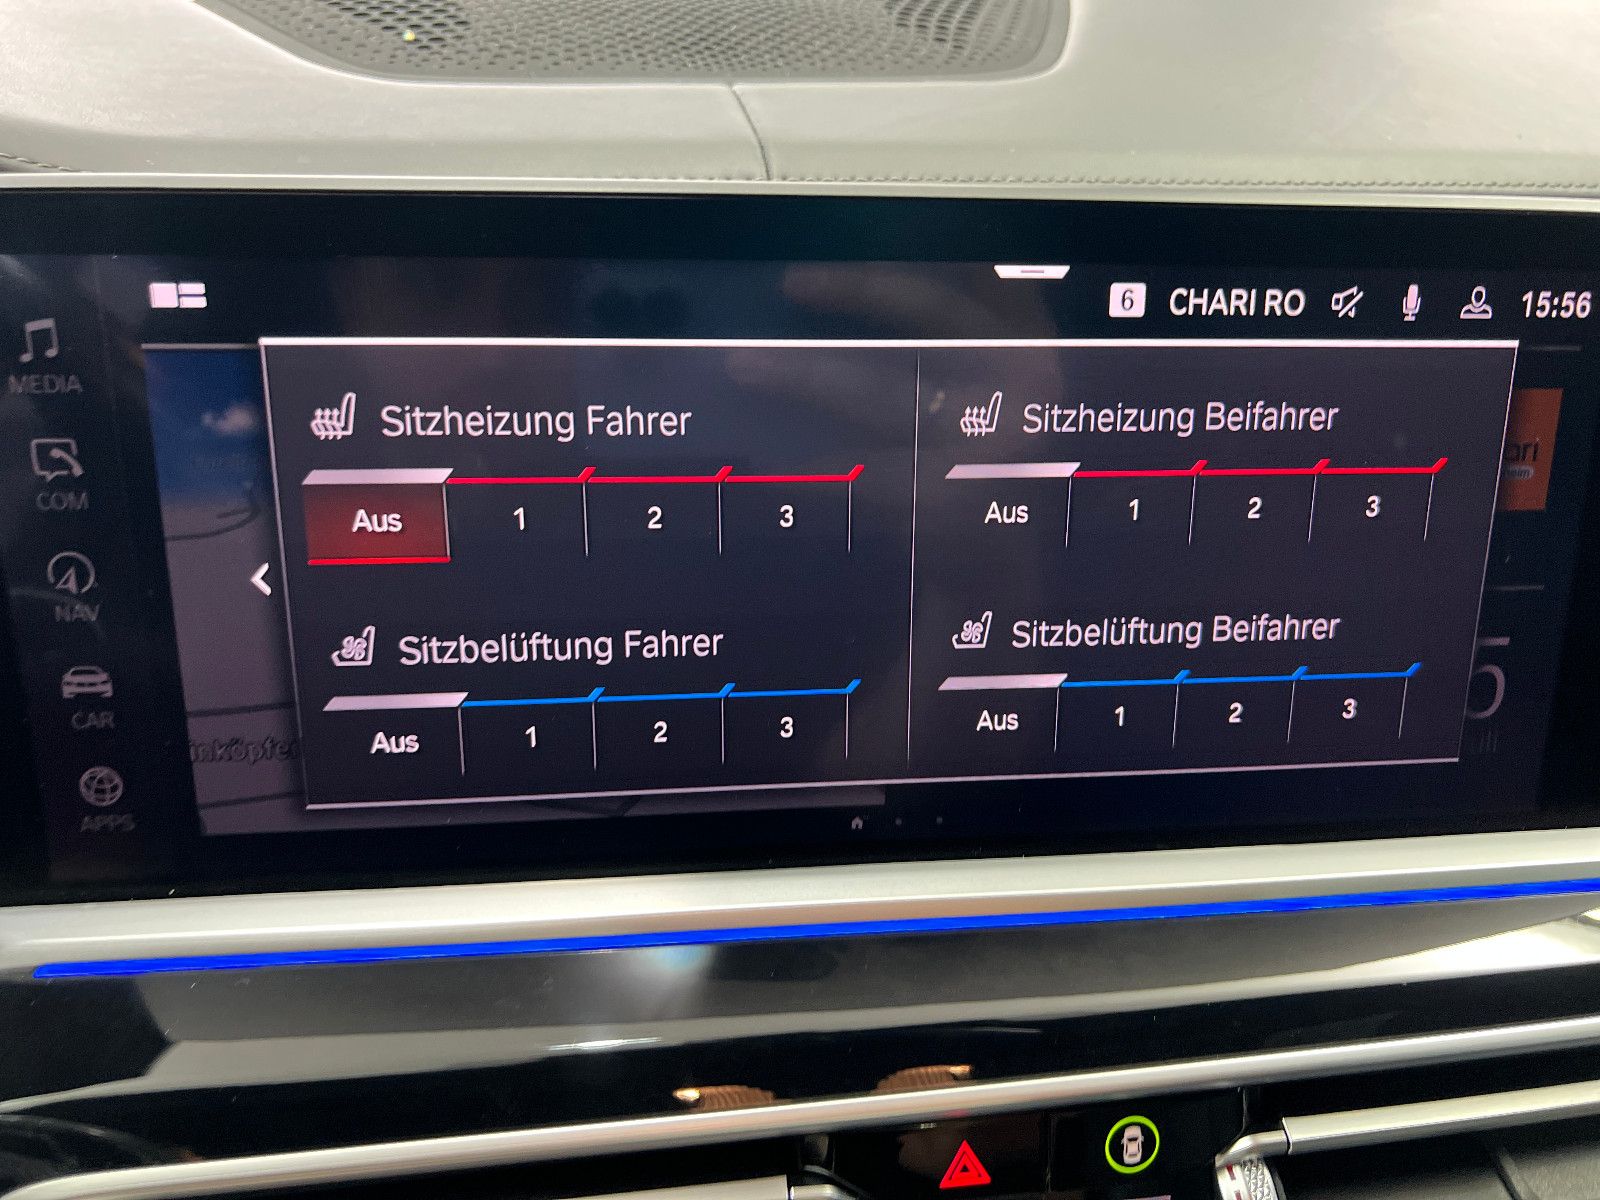 6 CHARI RO 15:56
MEDIA
COM
NAV
CAR
APPS
Sitzheizung Fahrer
Aus 1 2 3
Sitzheizung Beifahrer
Aus 1 2 3
Sitzbelüftung Fahrer
Aus 1 2 3
Sitzbelüftung Beifahrer
Aus 1 2 3